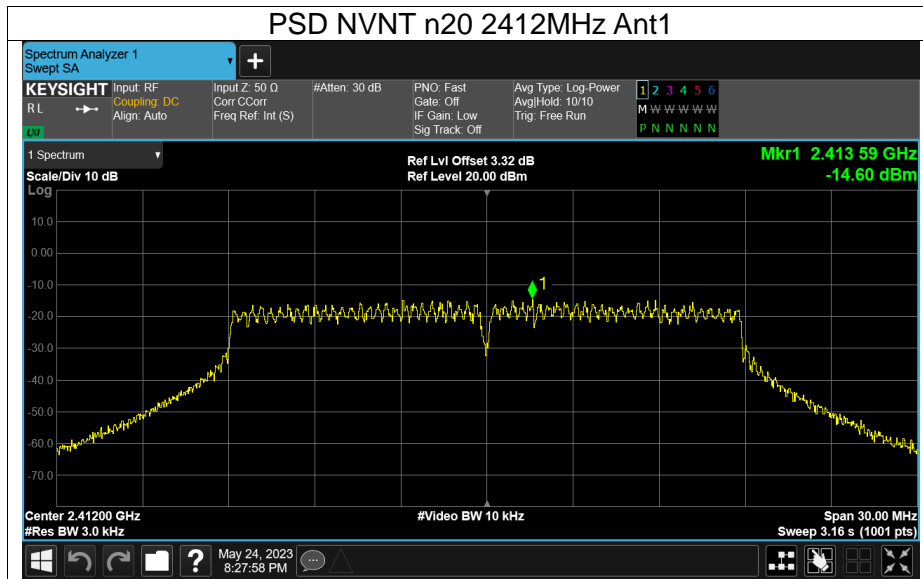 PSD NVNT n20 2412MHz Ant1
Spectrum Analyzer 1
Swept SA
▼
+
KEYSIGHT Input: RF Input Z: 50 Ω #Atten: 30 dB PNO: Fast Avg Type: Log-Power 1 2 3 4 5 6
RL Coupling: DC Corr CCorr Gate: Off Avg|Hold: 10/10 M W W W W W
Align: Auto Freq Ref: Int (S) IF Gain: Low Trig: Free Run
LXI Sig Track: Off P N N N N N
1 Spectrum ▼ Ref Lvl Offset 3.32 dB Mkr1 2.413 59 GHz
Scale/Div 10 dB Ref Level 20.00 dBm -14.60 dBm
Log
10.0
0.00
-10.0
1
-20.0
-30.0
-40.0
-50.0
-60.0
-70.0
Center 2.41200 GHz #Video BW 10 kHz Span 30.00 MHz
#Res BW 3.0 kHz Sweep 3.16 s (1001 pts)
? May 24, 2023
8:27:58 PM